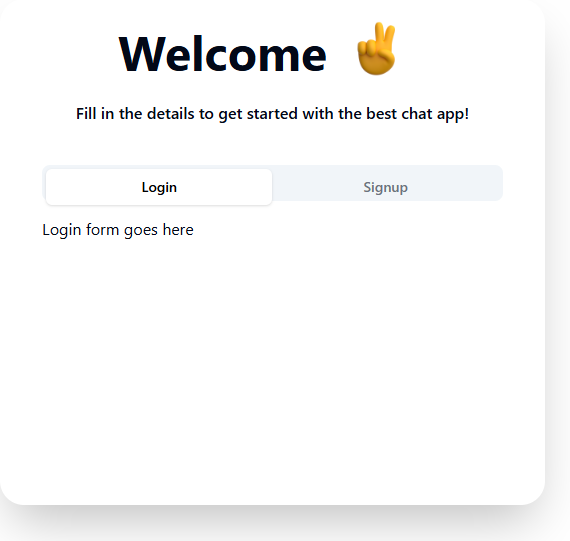 Welcome ✌️
Fill in the details to get started with the best chat app!
Login Signup
Login form goes here